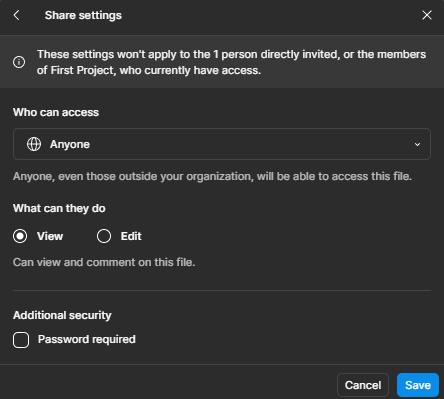 Share settings
These settings won't apply to the 1 person directly invited, or the members
of First Project, who currently have access.
Who can access
Anyone
Anyone, even those outside your organization, will be able to access this file.
What can they do
View Edit
Can view and comment on this file.
Additional security
Password required
Cancel Save